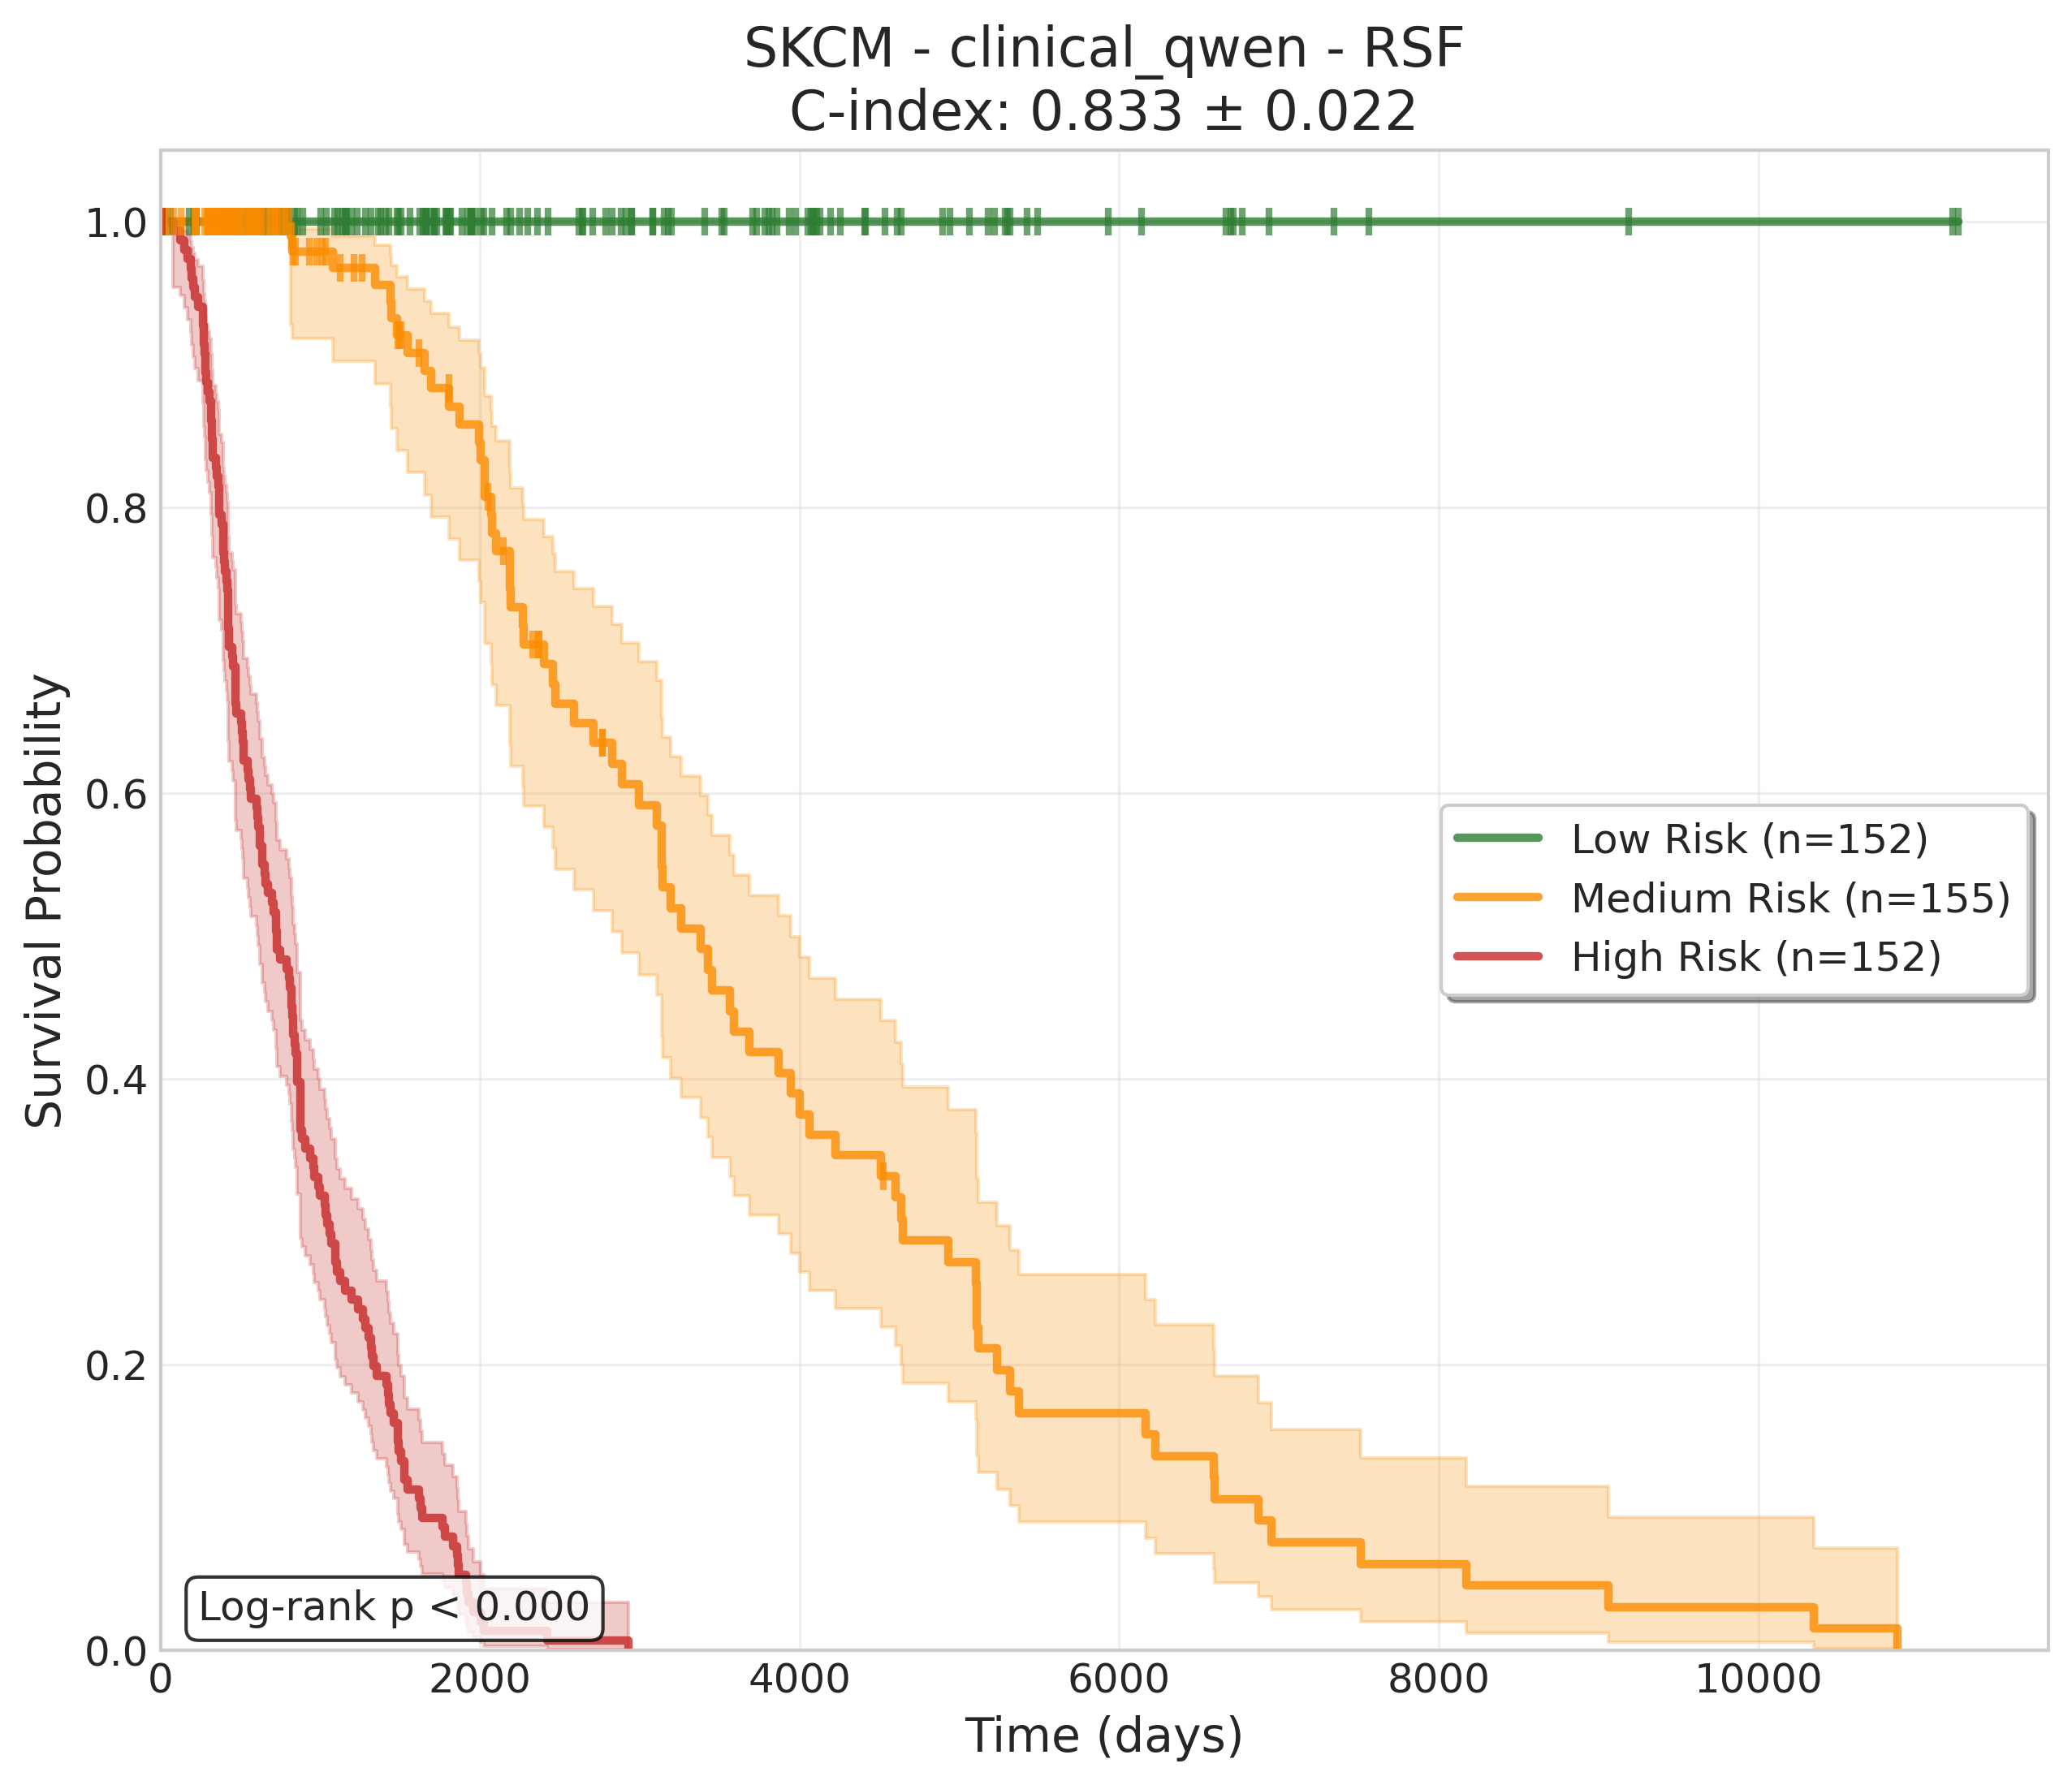 SKCM - clinical_qwen - RSF
C-index: 0.833 ± 0.022
Survival Probability
1.0
0.8
0.6
0.4
0.2
0.0
Low Risk (n=152)
Medium Risk (n=155)
High Risk (n=152)
Log-rank p < 0.000
0 2000 4000 6000 8000 10000
Time (days)